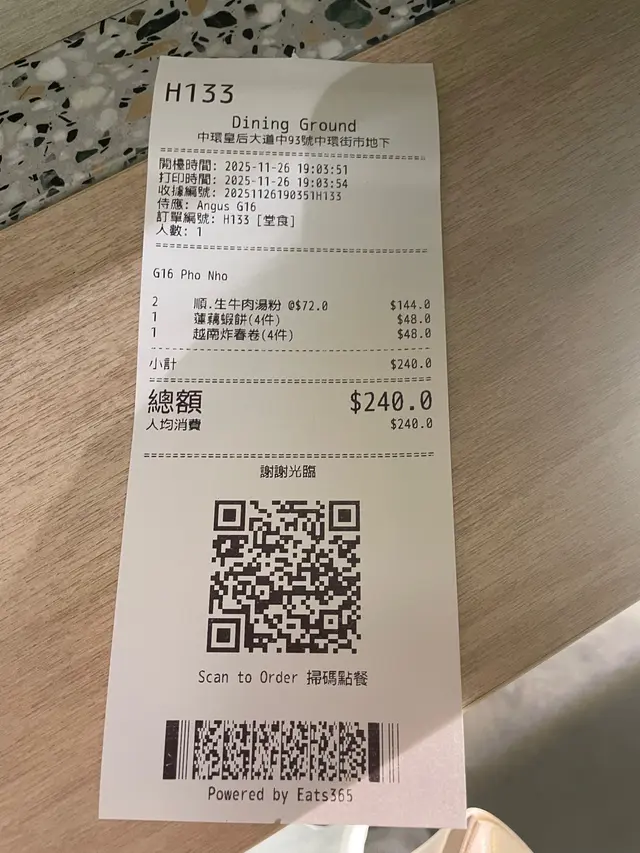 H133
Dining Ground
中環皇后大道中93號中環街市地下
開檯時間: 2025-11-26 19:03:51
打印時間: 2025-11-26 19:03:54
收據編號: 20251126190351H133
侍應: Angus G16
訂單編號: H133 [堂食]
人數: 1
G16 Pho Nho
2 順.生牛肉湯粉 @$72.0 $144.0
1 蓮藕蝦餅(4件) $48.0
1 越南炸春卷(4件) $48.0
小計 $240.0
總額 $240.0
人均消費 $240.0
謝謝光臨
Scan to Order 掃碼點餐
Powered by Eats365